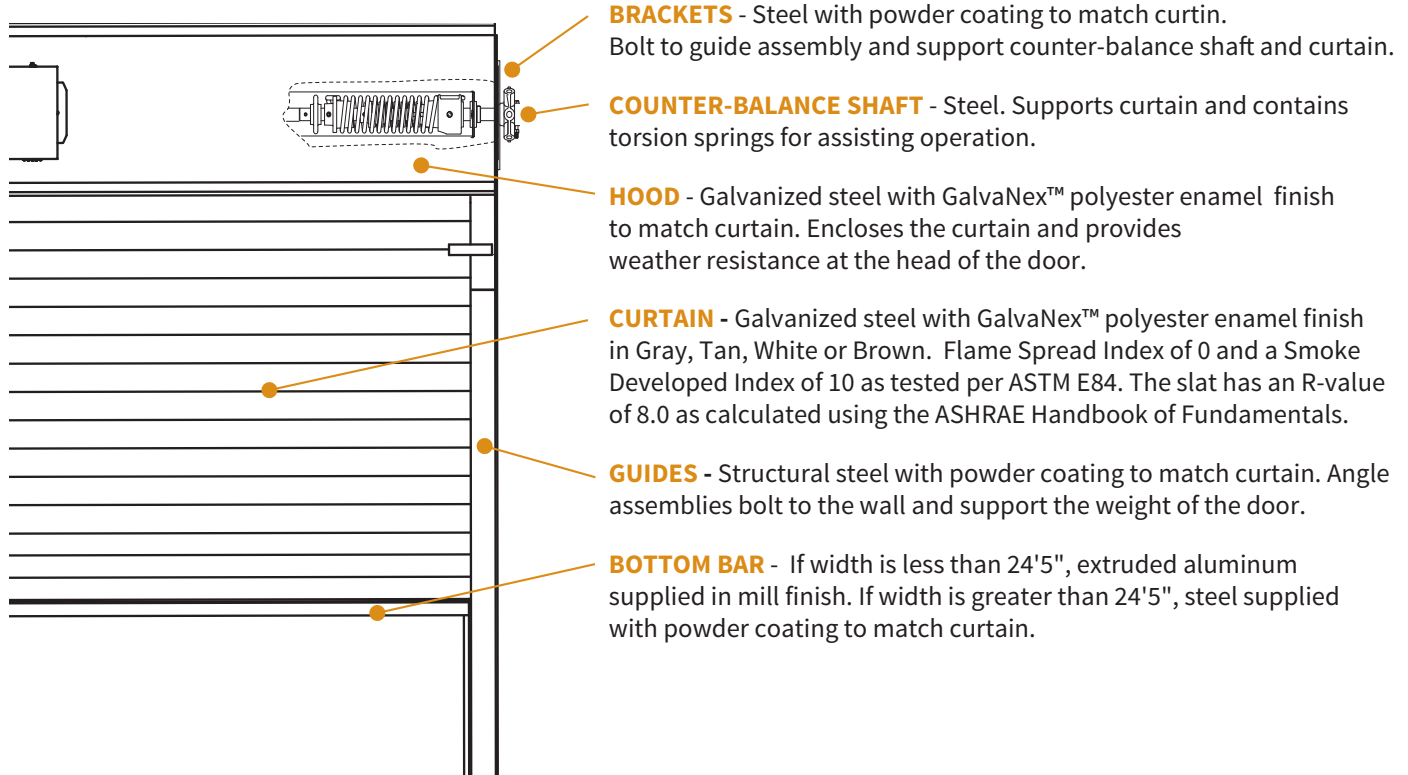 BRACKETS - Steel with powder coating to match curtin.
Bolt to guide assembly and support counter-balance shaft and curtain.
COUNTER-BALANCE SHAFT - Steel. Supports curtain and contains
torsion springs for assisting operation.
HOOD - Galvanized steel with GalvaNex™ polyester enamel finish
to match curtain. Encloses the curtain and provides
weather resistance at the head of the door.
CURTAIN - Galvanized steel with GalvaNex™ polyester enamel finish
in Gray, Tan, White or Brown. Flame Spread Index of 0 and a Smoke
Developed Index of 10 as tested per ASTM E84. The slat has an R-value
of 8.0 as calculated using the ASHRAE Handbook of Fundamentals.
GUIDES - Structural steel with powder coating to match curtain. Angle
assemblies bolt to the wall and support the weight of the door.
BOTTOM BAR - If width is less than 24'5", extruded aluminum
supplied in mill finish. If width is greater than 24'5", steel supplied
with powder coating to match curtain.